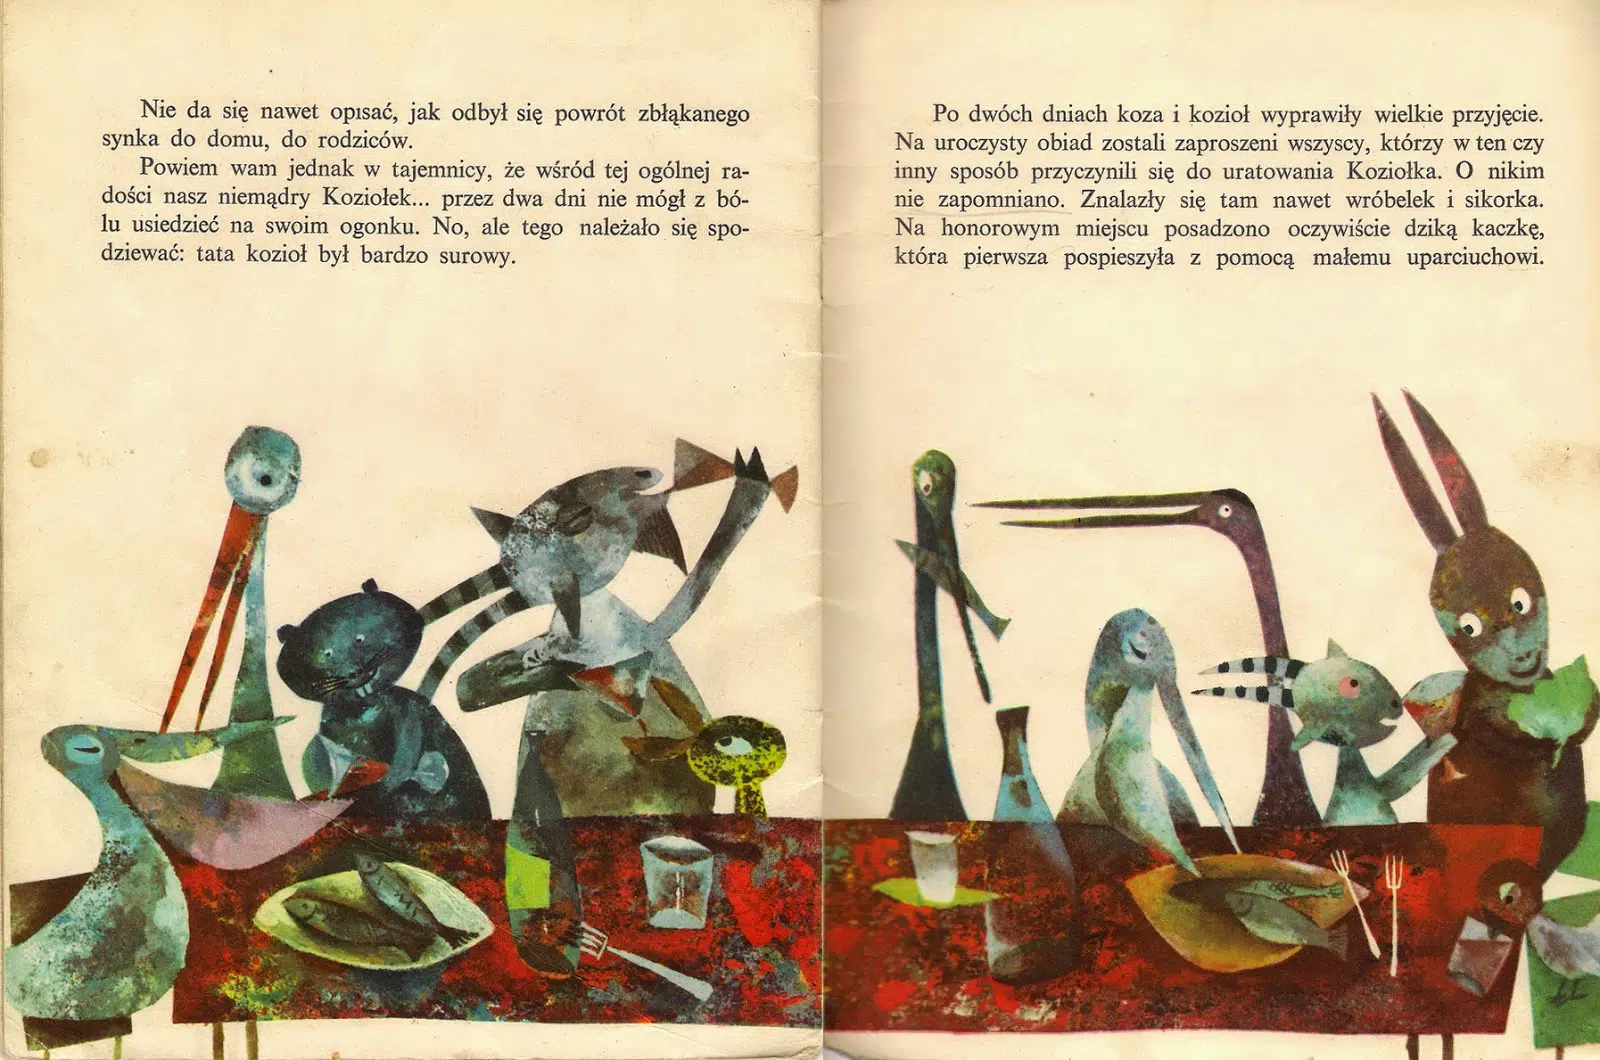 Nie da się nawet opisać, jak odbył się powrót zbłąkanego
synka do domu, do rodziców.
Powiem wam jednak w tajemnicy, że wśród tej ogólnej ra-
dości nasz niemądry Koziołek... przez dwa dni nie mógł z bó-
lu usiedzieć na swoim ogonku. No, ale tego należało się spo-
dziewać: tata kozioł był bardzo surowy.
Po dwóch dniach koza i kozioł wyprawiły wielkie przyjęcie.
Na uroczysty obiad zostali zaproszeni wszyscy, którzy w ten czy
inny sposób przyczynili się do uratowania Koziołka. O nikim
nie zapomniano. Znalazły się tam nawet wróbelek i sikorka.
Na honorowym miejscu posadzono oczywiście dziką kaczkę,
która pierwsza pospieszyła z pomocą małemu uparciuchowi.